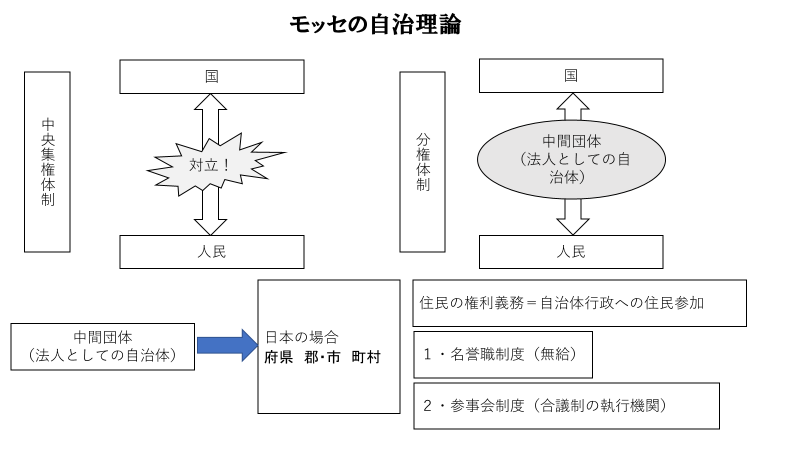 モッセの自治理論
中央集権体制
国
対立！
人民
分権体制
国
中間団体
（法人としての自
治体）
人民
中間団体
（法人としての自治体）
日本の場合
府県　郡・市　町村
住民の権利義務＝自治体行政への住民参加
１・名誉職制度（無給）
２・参事会制度（合議制の執行機関）